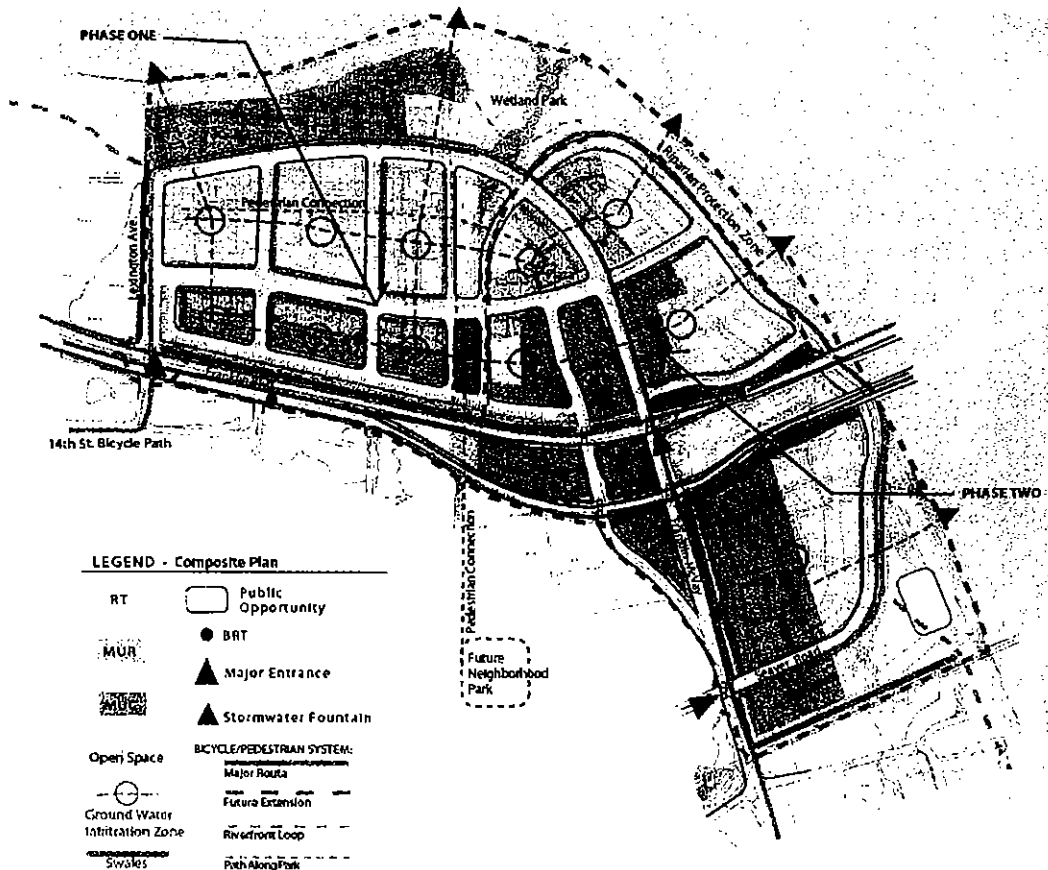 PHASE ONE
Wetland Park
Riparian Protection Zone
Pedestrian Connection
Lexington Ave
14th St. Bicycle Path
PHASE TWO
Pedestrian Connection
Future
Neighborhood
Park
LEGEND - Composite Plan
RT
Public
Opportunity
MUR
BRT
Major Entrance
Stormwater Fountain
Open Space
Ground Water
Infiltration Zone
Swales
BICYCLE/PEDESTRIAN SYSTEM:
Major Route
Future Extension
Riverfront Loop
Path Along Park
Road